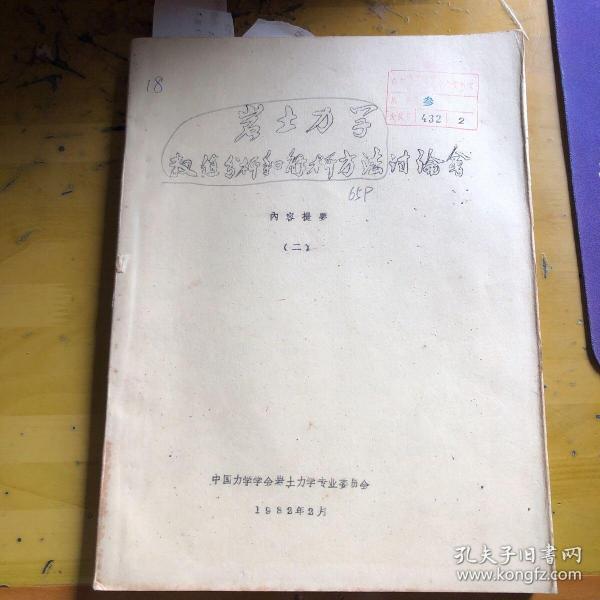 18
岩土力学
参
432 2
数值分析和解析方法讨论会
65P
内容提要
(二)
中国力学学会岩土力学专业委员会
1982年2月
孔夫子旧书网
www.kongfz.com